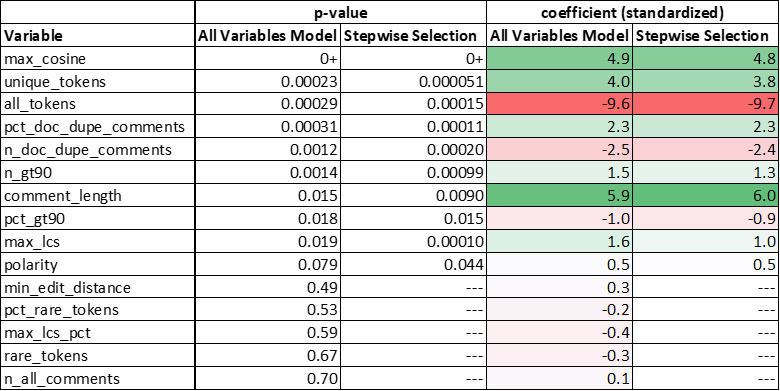 p-value coefficient (standardized)
Variable All Variables Model Stepwise Selection All Variables Model Stepwise Selection
max_cosine 0+ 0+ 4.9 4.8
unique_tokens 0.00023 0.000051 4.0 3.8
all_tokens 0.00029 0.00015 -9.6 -9.7
pct_doc_dupe_comments 0.00031 0.00011 2.3 2.3
n_doc_dupe_comments 0.0012 0.00020 -2.5 -2.4
n_gt90 0.0014 0.00099 1.5 1.3
comment_length 0.015 0.0090 5.9 6.0
pct_gt90 0.018 0.015 -1.0 -0.9
max_lcs 0.019 0.00010 1.6 1.0
polarity 0.079 0.044 0.5 0.5
min_edit_distance 0.49 --- 0.3 ---
pct_rare_tokens 0.53 --- -0.2 ---
max_lcs_pct 0.59 --- -0.4 ---
rare_tokens 0.67 --- -0.3 ---
n_all_comments 0.70 --- 0.1 ---